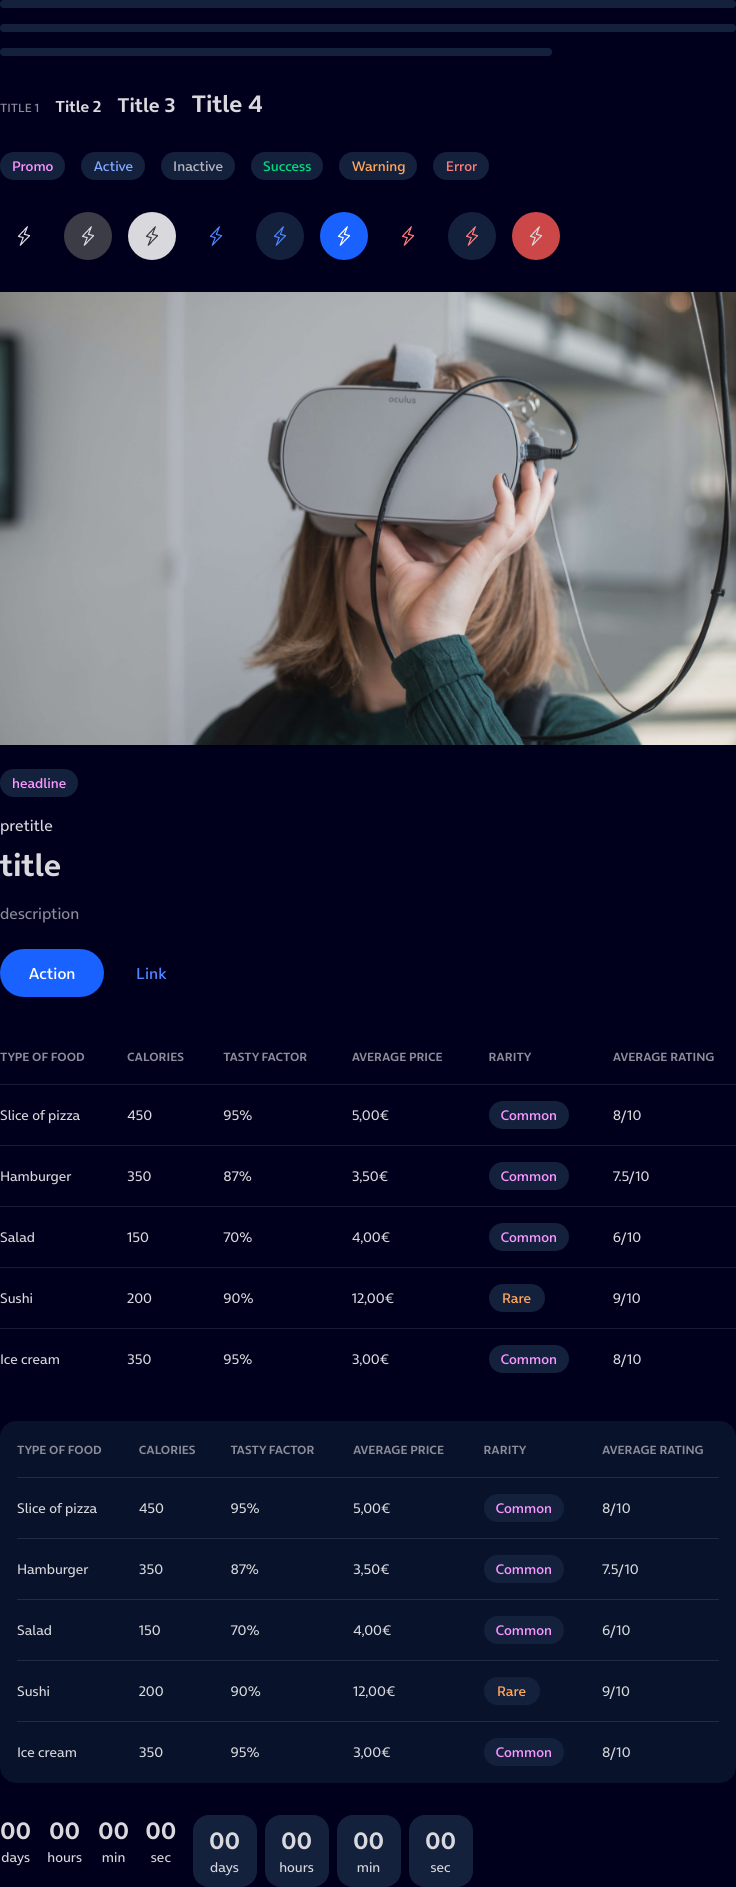 TITLE 1 Title 2 Title 3 Title 4
Promo Active Inactive Success Warning Error
oculus
headline
pretitle
title
description
Action Link
TYPE OF FOOD CALORIES TASTY FACTOR AVERAGE PRICE RARITY AVERAGE RATING
Slice of pizza 450 95% 5,00€ Common 8/10
Hamburger 350 87% 3,50€ Common 7.5/10
Salad 150 70% 4,00€ Common 6/10
Sushi 200 90% 12,00€ Rare 9/10
Ice cream 350 95% 3,00€ Common 8/10
TYPE OF FOOD CALORIES TASTY FACTOR AVERAGE PRICE RARITY AVERAGE RATING
Slice of pizza 450 95% 5,00€ Common 8/10
Hamburger 350 87% 3,50€ Common 7.5/10
Salad 150 70% 4,00€ Common 6/10
Sushi 200 90% 12,00€ Rare 9/10
Ice cream 350 95% 3,00€ Common 8/10
00 00 00 00 00 00 00 00
days hours min sec days hours min sec